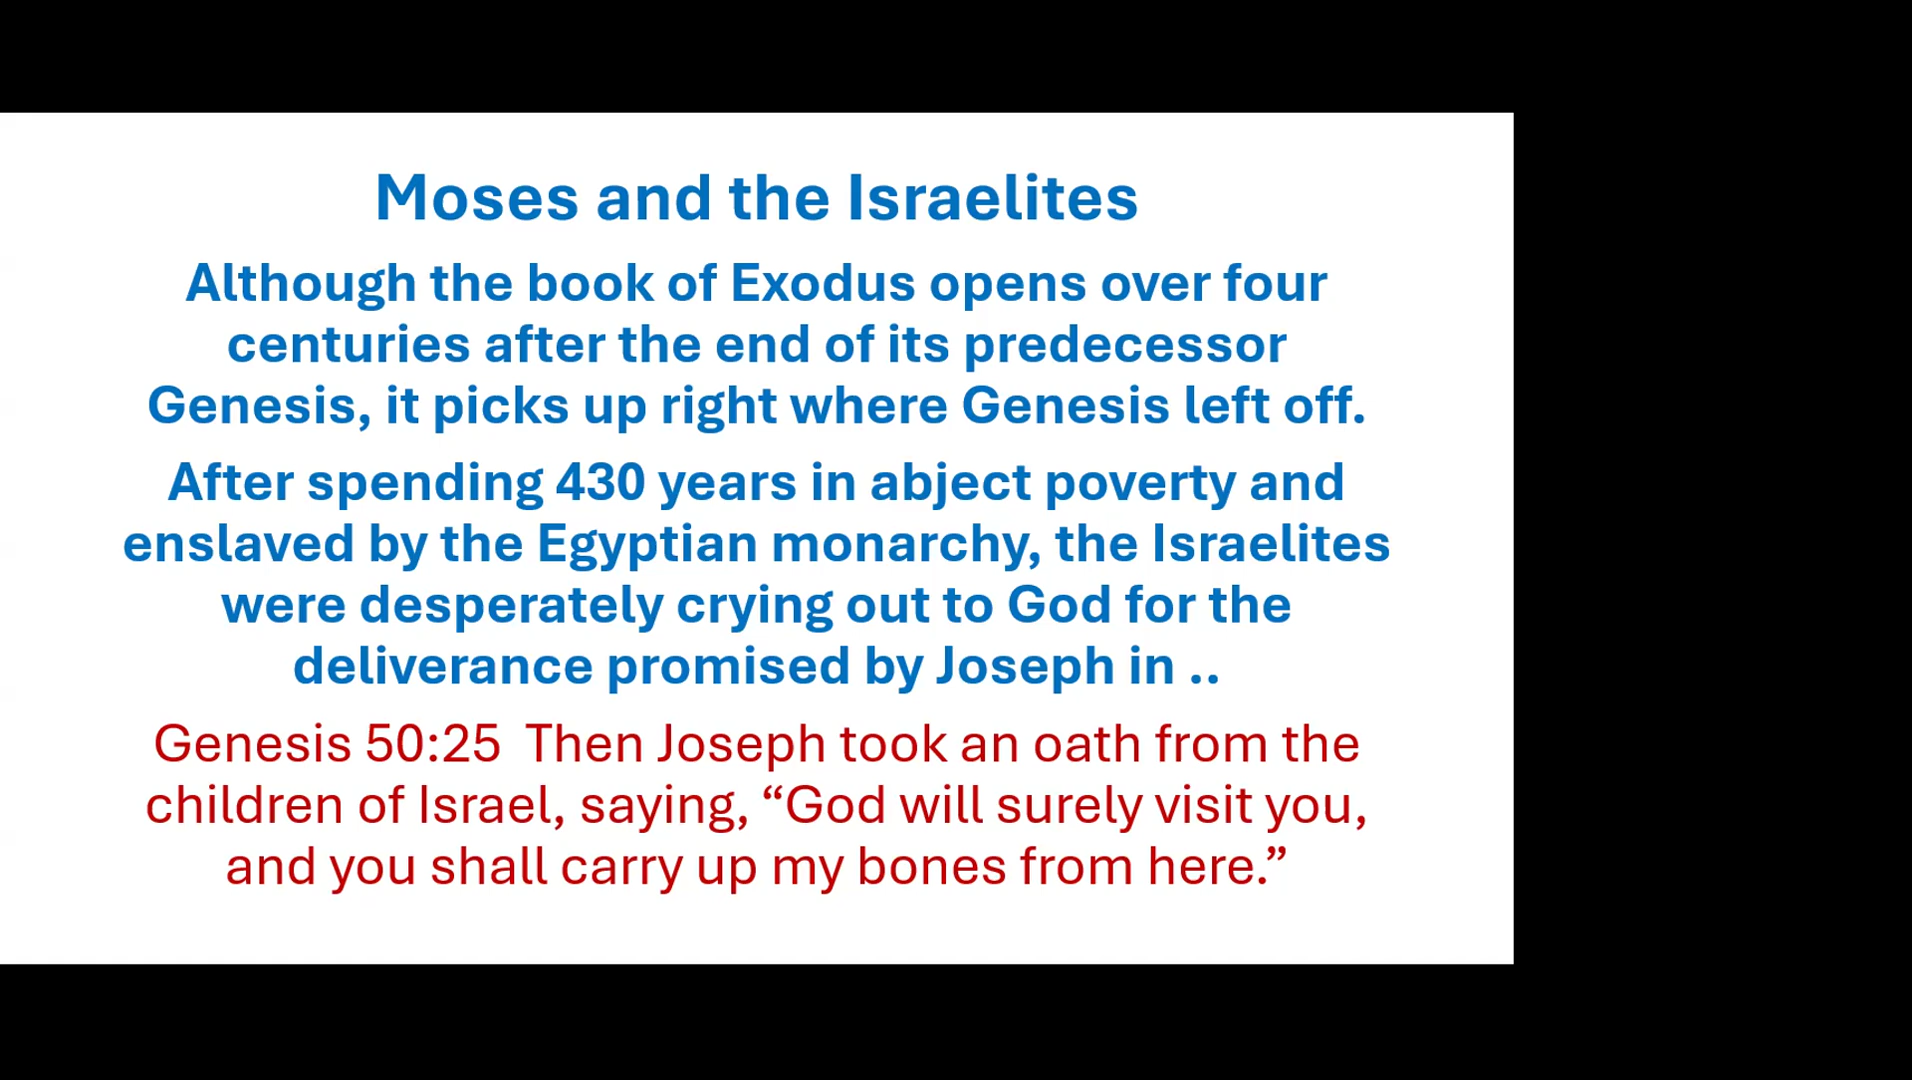 Moses and the Israelites
Although the book of Exodus opens over four
centuries after the end of its predecessor
Genesis, it picks up right where Genesis left off.
After spending 430 years in abject poverty and
enslaved by the Egyptian monarchy, the Israelites
were desperately crying out to God for the
deliverance promised by Joseph in ..
Genesis 50:25  Then Joseph took an oath from the
children of Israel, saying, “God will surely visit you,
and you shall carry up my bones from here.”